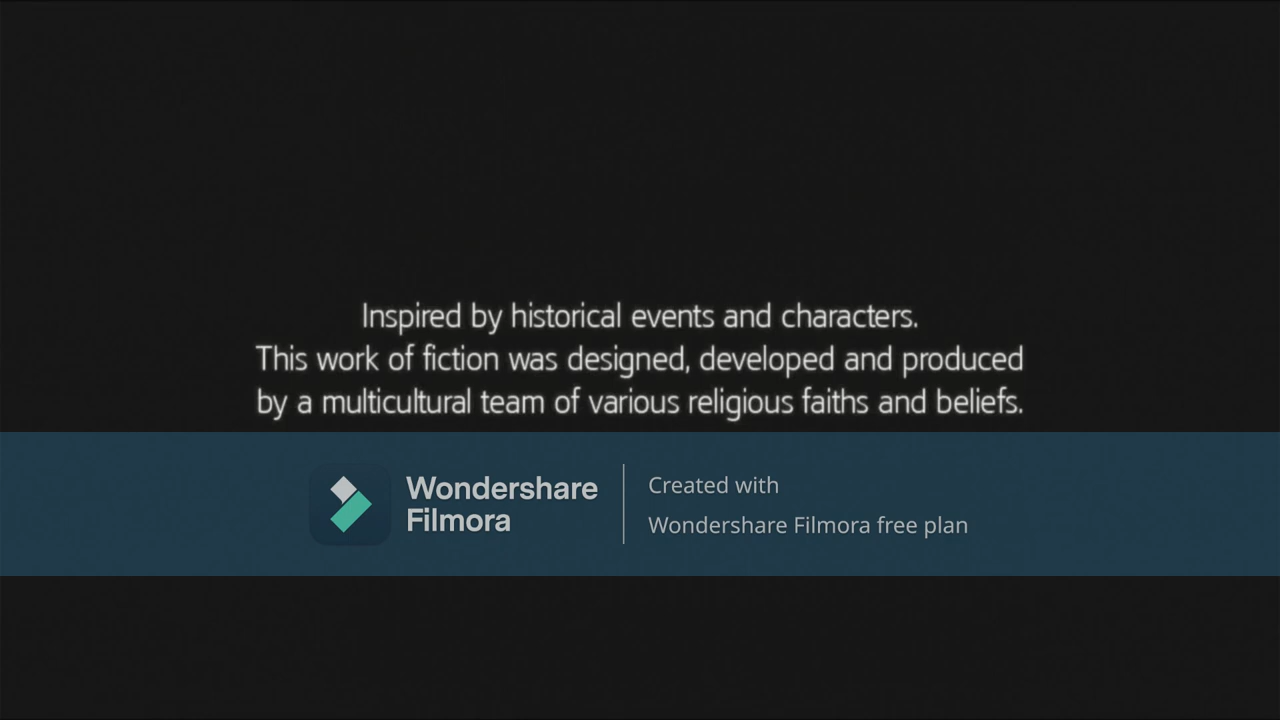 Inspired by historical events and characters.
This work of fiction was designed, developed and produced
by a multicultural team of various religious faiths and beliefs.
Wondershare
Filmora
Created with
Wondershare Filmora free plan